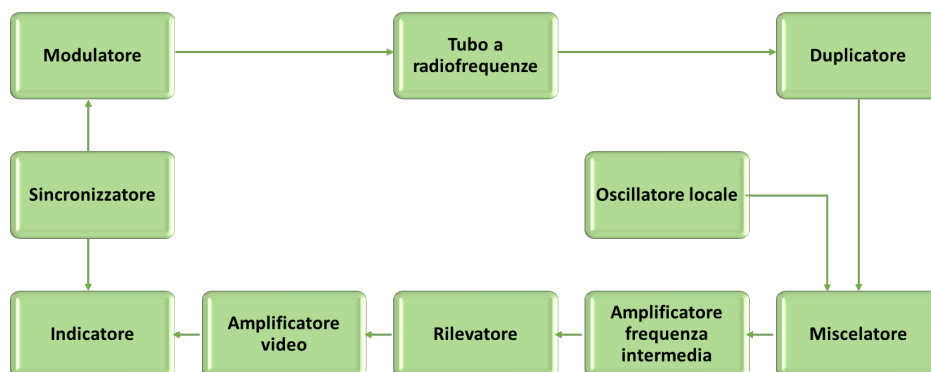 Modulatore
Tubo a
radiofrequenze
Duplicatore
Sincronizzatore
Oscillatore locale
Indicatore
Amplificatore
video
Rilevatore
Amplificatore
frequenza
intermedia
Miscelatore